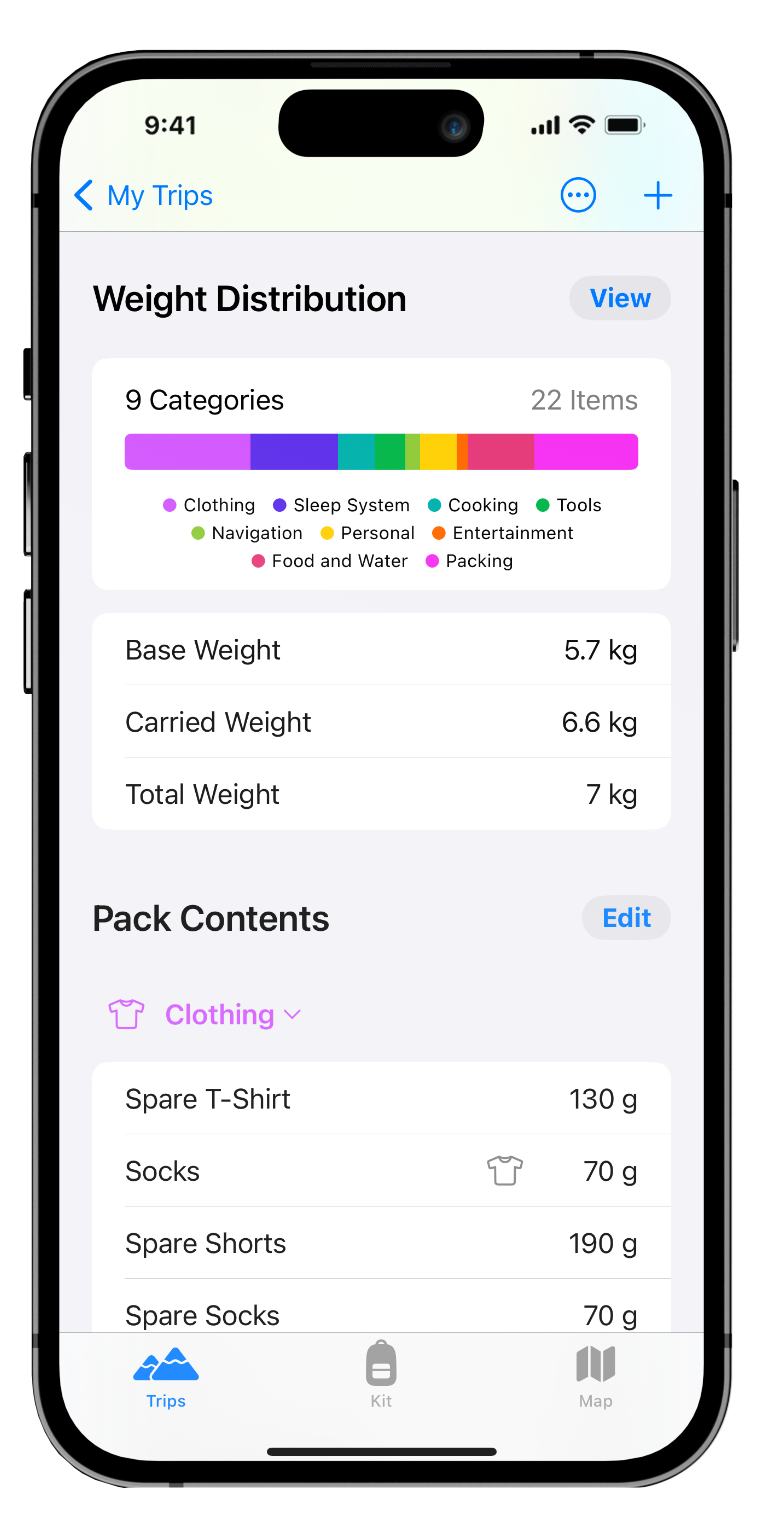 9:41
My Trips
Weight Distribution View
9 Categories 22 Items
Clothing Sleep System Cooking Tools
Navigation Personal Entertainment
Food and Water Packing
Base Weight 5.7 kg
Carried Weight 6.6 kg
Total Weight 7 kg
Pack Contents Edit
Clothing
Spare T-Shirt 130 g
Socks 70 g
Spare Shorts 190 g
Spare Socks 70 g
Trips Kit Map